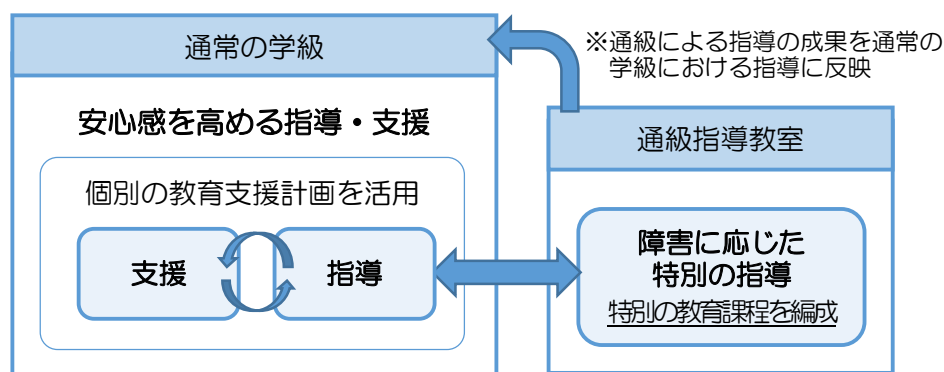 通常の学級
安心感を高める指導・支援
個別の教育支援計画を活用
支援
指導
※通級による指導の成果を通常の
学級における指導に反映
通級指導教室
障害に応じた
特別の指導
特別の教育課程を編成